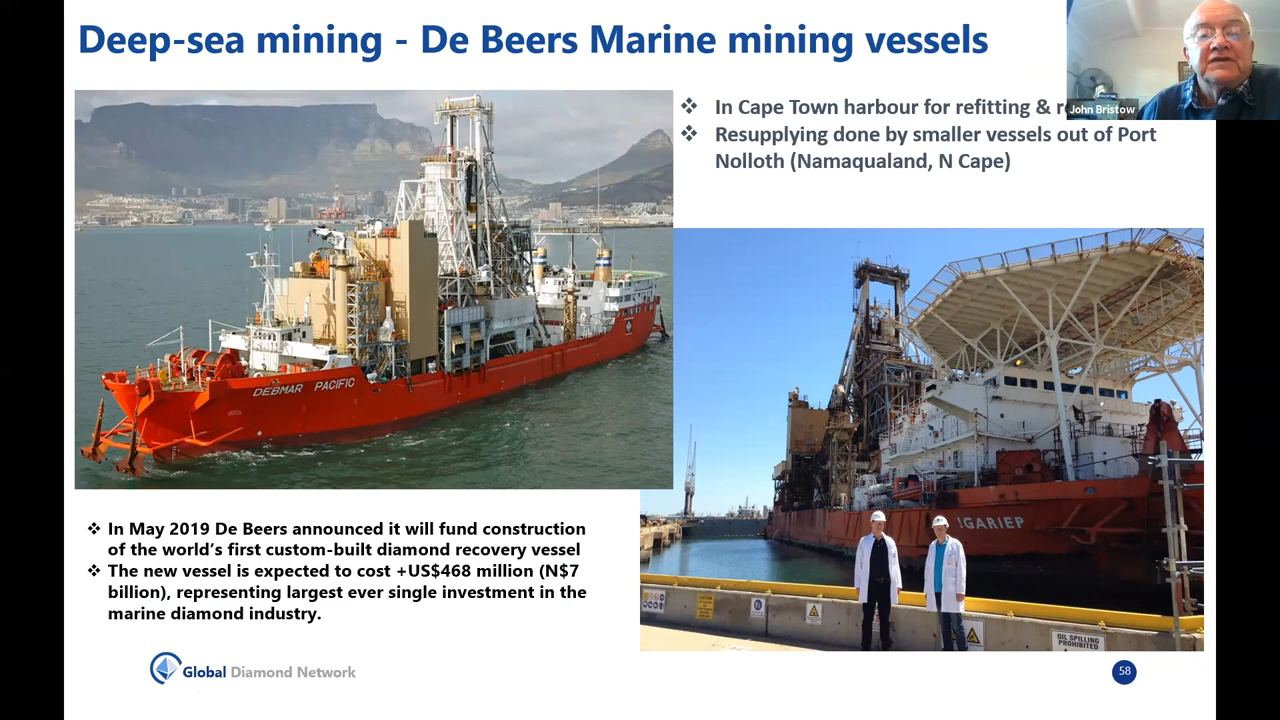 Deep-sea mining - De Beers Marine mining vessels
John Bristow
❖ In Cape Town harbour for refitting &
❖ Resupplying done by smaller vessels out of Port
Nolloth (Namaqualand, N Cape)
DEBMAR PACIFIC
!GARIEP
OIL SPILLING
PROHIBITED
❖ In May 2019 De Beers announced it will fund construction
of the world's first custom-built diamond recovery vessel
❖ The new vessel is expected to cost +US$468 million (N$7
billion), representing largest ever single investment in the
marine diamond industry.
Global Diamond Network
58